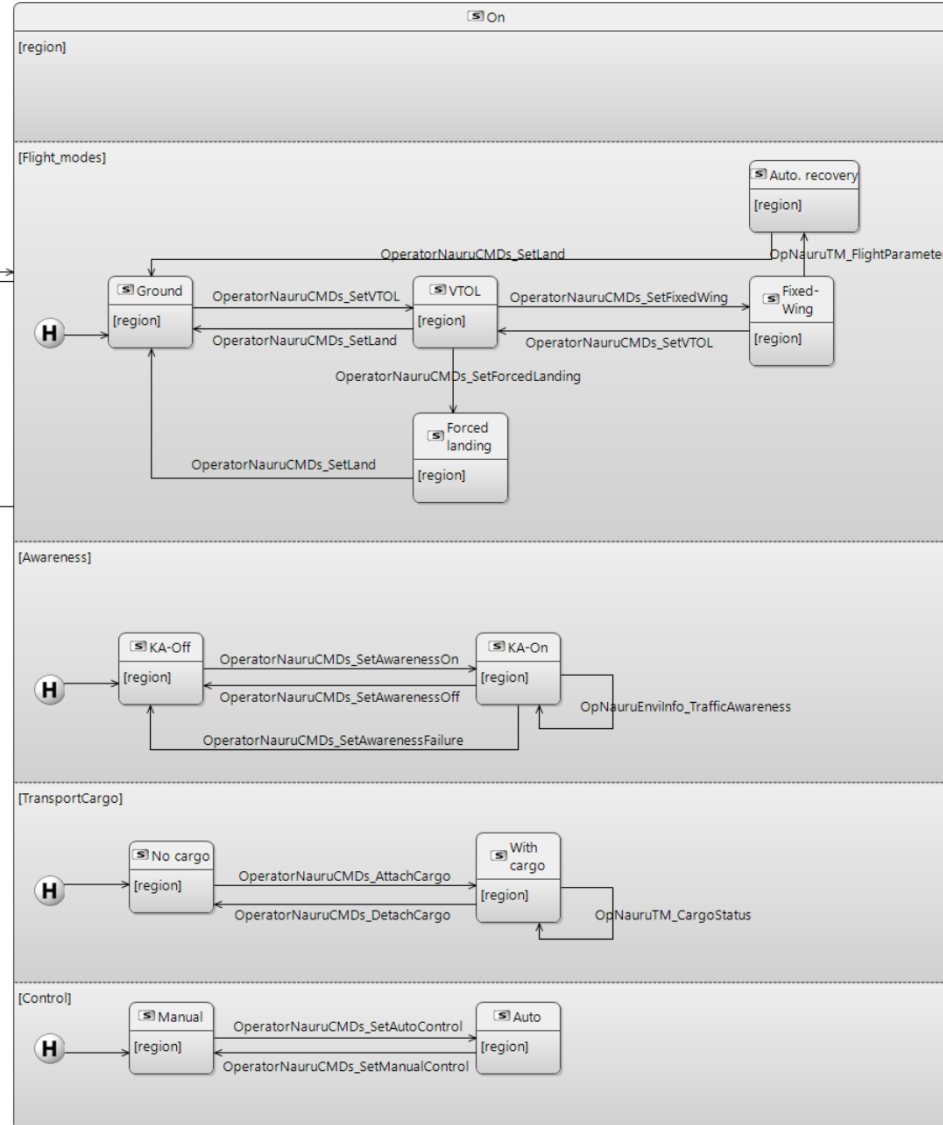 On
[region]
[Flight_modes]
Auto. recovery
[region]
OperatorNauruCMDs_SetLand
OpNauruTM_FlightParameter
Ground
[region]
OperatorNauruCMDs_SetVTOL
VTOL
[region]
OperatorNauruCMDs_SetFixedWing
Fixed-
Wing
[region]
H
OperatorNauruCMDs_SetLand
OperatorNauruCMDs_SetVTOL
OperatorNauruCMDs_SetForcedLanding
Forced
landing
[region]
OperatorNauruCMDs_SetLand
[Awareness]
KA-Off
[region]
OperatorNauruCMDs_SetAwarenessOn
KA-On
[region]
H
OperatorNauruCMDs_SetAwarenessOff
OpNauruEnviInfo_TrafficAwareness
OperatorNauruCMDs_SetAwarenessFailure
[TransportCargo]
No cargo
[region]
With
cargo
[region]
OperatorNauruCMDs_AttachCargo
H
OperatorNauruCMDs_DetachCargo
OpNauruTM_CargoStatus
[Control]
Manual
[region]
OperatorNauruCMDs_SetAutoControl
Auto
[region]
H
OperatorNauruCMDs_SetManualControl